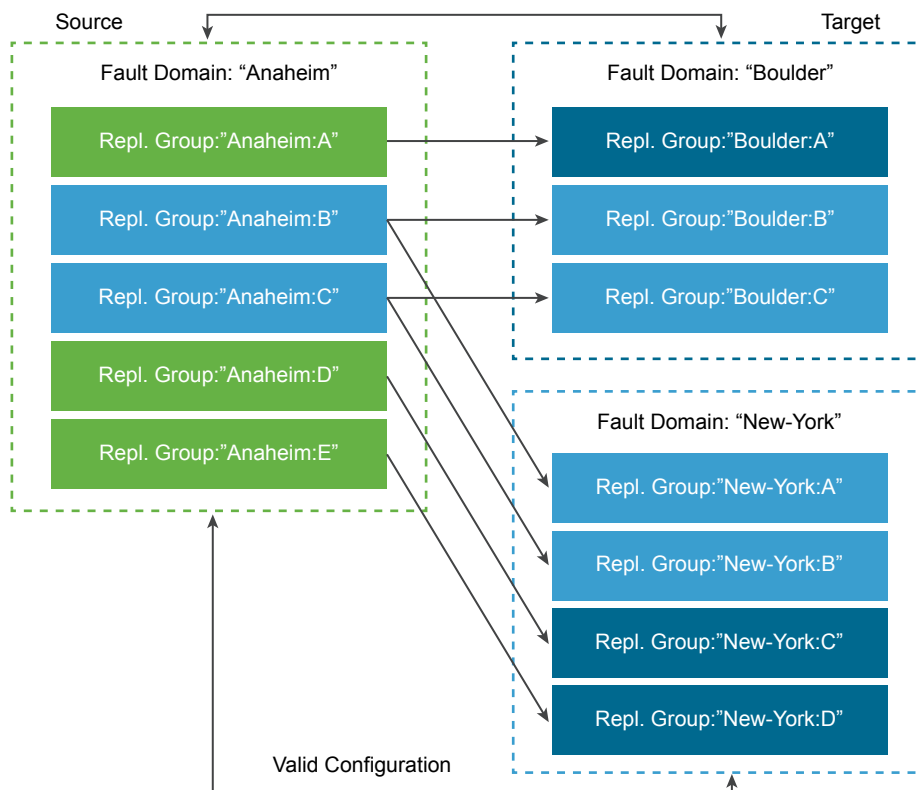 Source
Target
Fault Domain: “Anaheim”
Repl. Group:”Anaheim:A”
Repl. Group:”Anaheim:B”
Repl. Group:”Anaheim:C”
Repl. Group:”Anaheim:D”
Repl. Group:”Anaheim:E”
Fault Domain: “Boulder”
Repl. Group:”Boulder:A”
Repl. Group:”Boulder:B”
Repl. Group:”Boulder:C”
Fault Domain: “New-York”
Repl. Group:”New-York:A”
Repl. Group:”New-York:B”
Repl. Group:”New-York:C”
Repl. Group:”New-York:D”
Valid Configuration